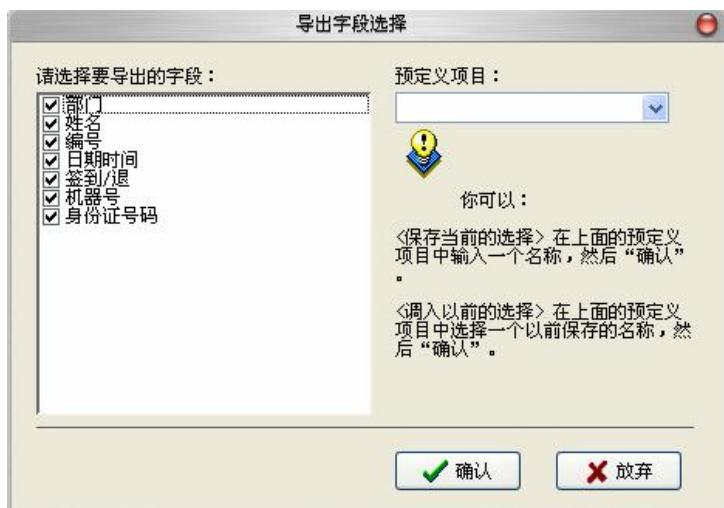 导出字段选择
请选择要导出的字段：
部门
姓名
编号
日期时间
签到/退
机器号
身份证号码
预定义项目：
你可以：
<保存当前的选择> 在上面的预定义
项目中输入一个名称，然后“确认”
。
<调入以前的选择> 在上面的预定义
项目中选择一个以前保存的名称，然
后“确认”。
确认
放弃